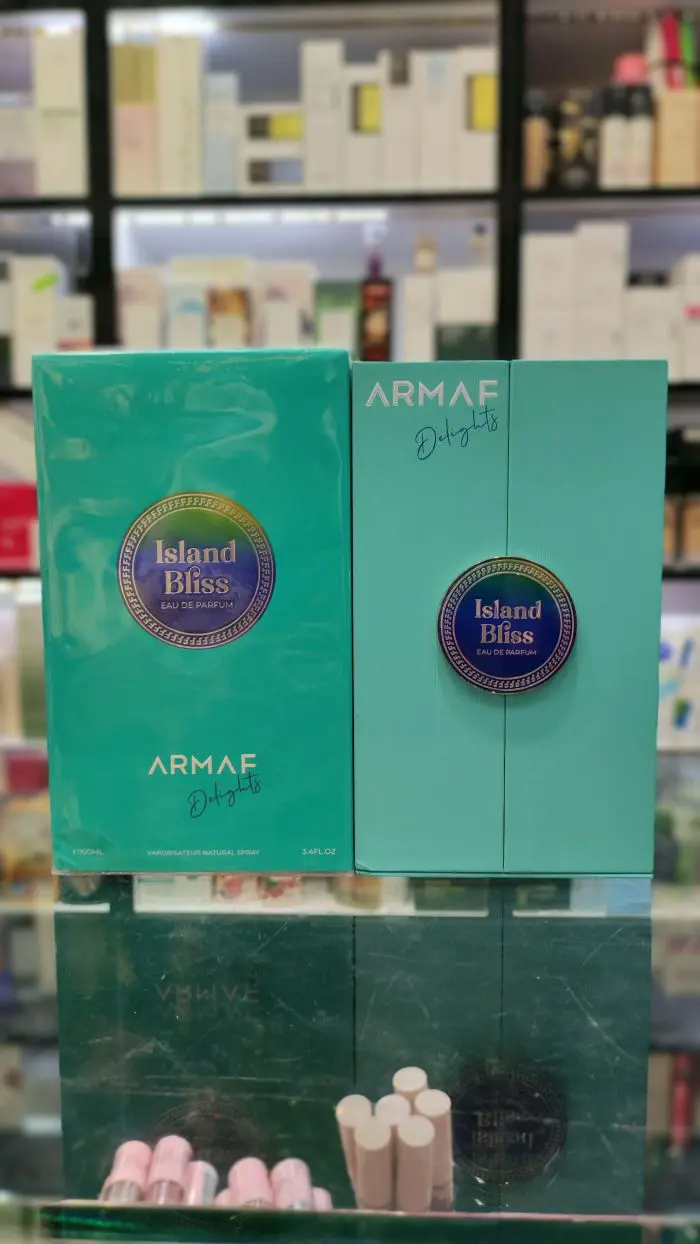 Island
Bliss
EAU DE PARFUM
ARMAF
Delights
100ML
VAPORISATEUR NATURAL SPRAY
3.4FL.OZ
ARMAF
Delights
Island
Bliss
EAU DE PARFUM